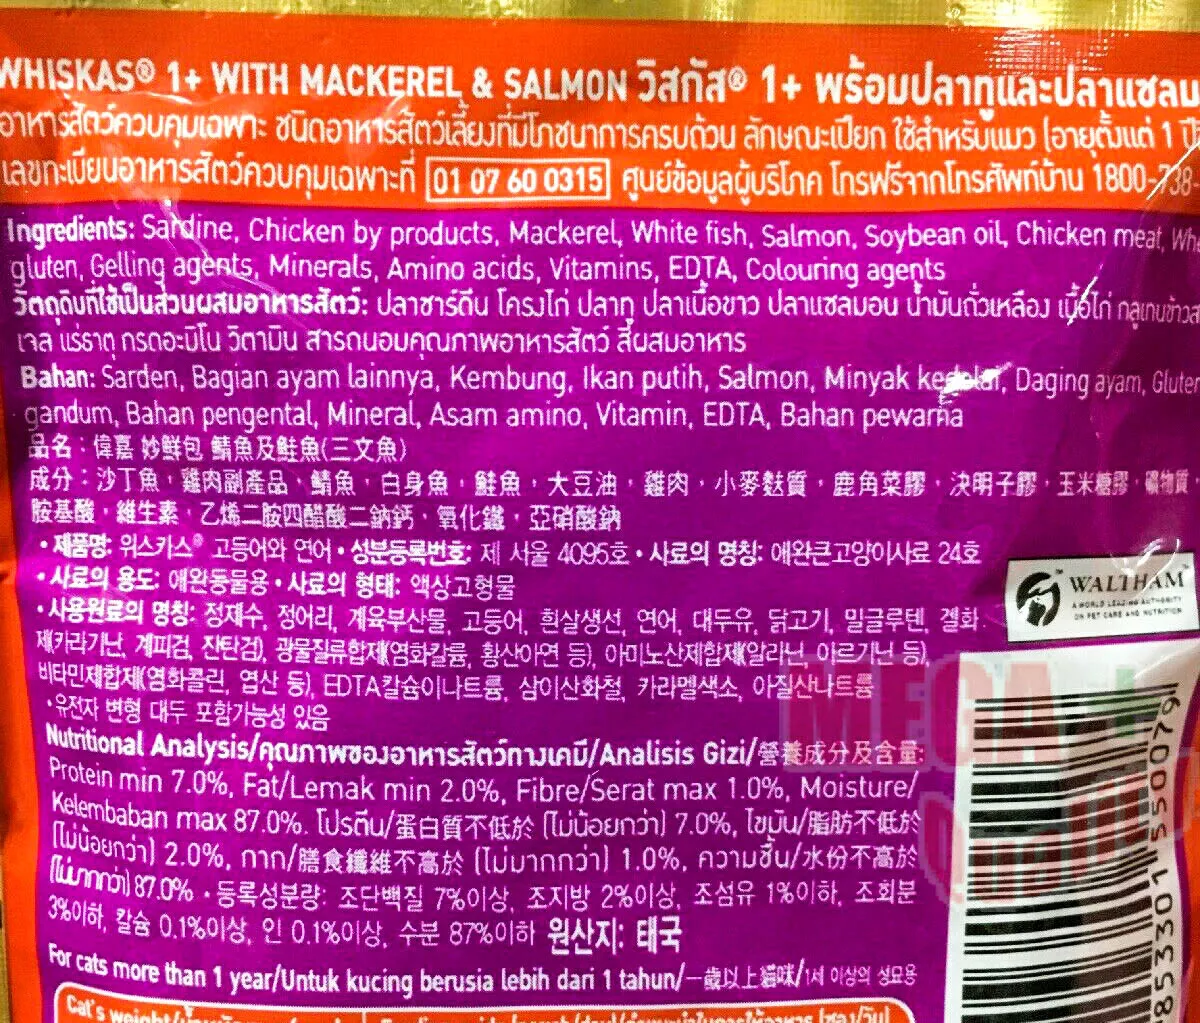 WHISKAS® 1+ WITH MACKEREL & SALMON วิสกัส® 1+ พร้อมปลาทูและปลาแซลม
อาหารสัตว์ควบคุมเฉพาะ ชนิดอาหารสัตว์เลี้ยงที่มีโภชนาการครบถ้วน ลักษณะเปียก ใช้สำหรับแมว (อายุตั้งแต่ 1 ปี
เลขทะเบียนอาหารสัตว์ควบคุมเฉพาะที่ 01 07 60 0315 ศูนย์ข้อมูลผู้บริโภค โทรฟรีจากโทรศัพท์บ้าน 1800-738-
Ingredients: Sardine, Chicken by products, Mackerel, White fish, Salmon, Soybean oil, Chicken meat, Wh
gluten, Gelling agents, Minerals, Amino acids, Vitamins, EDTA, Colouring agents
วัตถุดิบที่ใช้เป็นส่วนผสมอาหารสัตว์: ปลาซาร์ดีน โครงไก่ ปลาทู ปลาเนื้อขาว ปลาแซลมอน น้ำมันถั่วเหลือง เนื้อไก่ กลูเทนข้าวส
เจล แร่ธาตุ กรดอะมิโน วิตามิน สารถนอมคุณภาพอาหารสัตว์ สีผสมอาหาร
Bahan: Sarden, Bagian ayam lainnya, Kembung, Ikan putih, Salmon, Minyak kedelai, Daging ayam, Gluten
gandum, Bahan pengental, Mineral, Asam amino, Vitamin, EDTA, Bahan pewarna
品名：偉嘉 妙鮮包 鯖魚及鮭魚(三文魚)
成分：沙丁魚，雞肉副產品，鯖魚，白身魚，鮭魚，大豆油，雞肉，小麥麩質，鹿角菜膠，決明子膠，玉米糖膠，礦物質
胺基酸，維生素，乙烯二胺四醋酸二鈉鈣，氧化鐵，亞硝酸鈉
• 제품명: 위스카스® 고등어와 연어 • 성분등록번호: 제 서울 4095호 • 사료의 명칭: 애완큰고양이사료 24호
• 사료의 용도: 애완동물용 • 사료의 형태: 액상고형물
• 사용원료의 명칭: 정제수, 정어리, 계육부산물, 고등어, 흰살생선, 연어, 대두유, 닭고기, 밀글루텐, 겔화
제(카라기난, 계피검, 잔탄검), 광물질류합제(염화칼륨, 황산아연 등), 아미노산제합제(알라닌, 아르기닌 등),
비타민제합제(염화콜린, 엽산 등), EDTA칼슘이나트륨, 삼이산화철, 카라멜색소, 아질산나트륨
• 유전자 변형 대두 포함가능성 있음
WALTHAM™
A WORLD LEADING AUTHORITY
ON PET CARE AND NUTRITION
Nutritional Analysis/คุณภาพของอาหารสัตว์ทางเคมี/Analisis Gizi/營養成分及含量:
Protein min 7.0%, Fat/Lemak min 2.0%, Fibre/Serat max 1.0%, Moisture/
Kelembaban max 87.0%. โปรตีน/蛋白質不低於 (ไม่น้อยกว่า) 7.0%, ไขมัน/脂肪不低於
(ไม่น้อยกว่า) 2.0%, กาก/膳食纖維不高於 (ไม่มากกว่า) 1.0%, ความชื้น/水份不高於
(ไม่มากกว่า) 87.0% • 등록성분량: 조단백질 7%이상, 조지방 2%이상, 조섬유 1%이하, 조회분
3%이하, 칼슘 0.1%이상, 인 0.1%이상, 수분 87%이하 원산지: 태국
For cats more than 1 year/Untuk kucing berusia lebih dari 1 tahun/一歲以上貓咪/1세 이상의 성묘용
MEGA +
Quality
853301 155007911
Cat's weight/